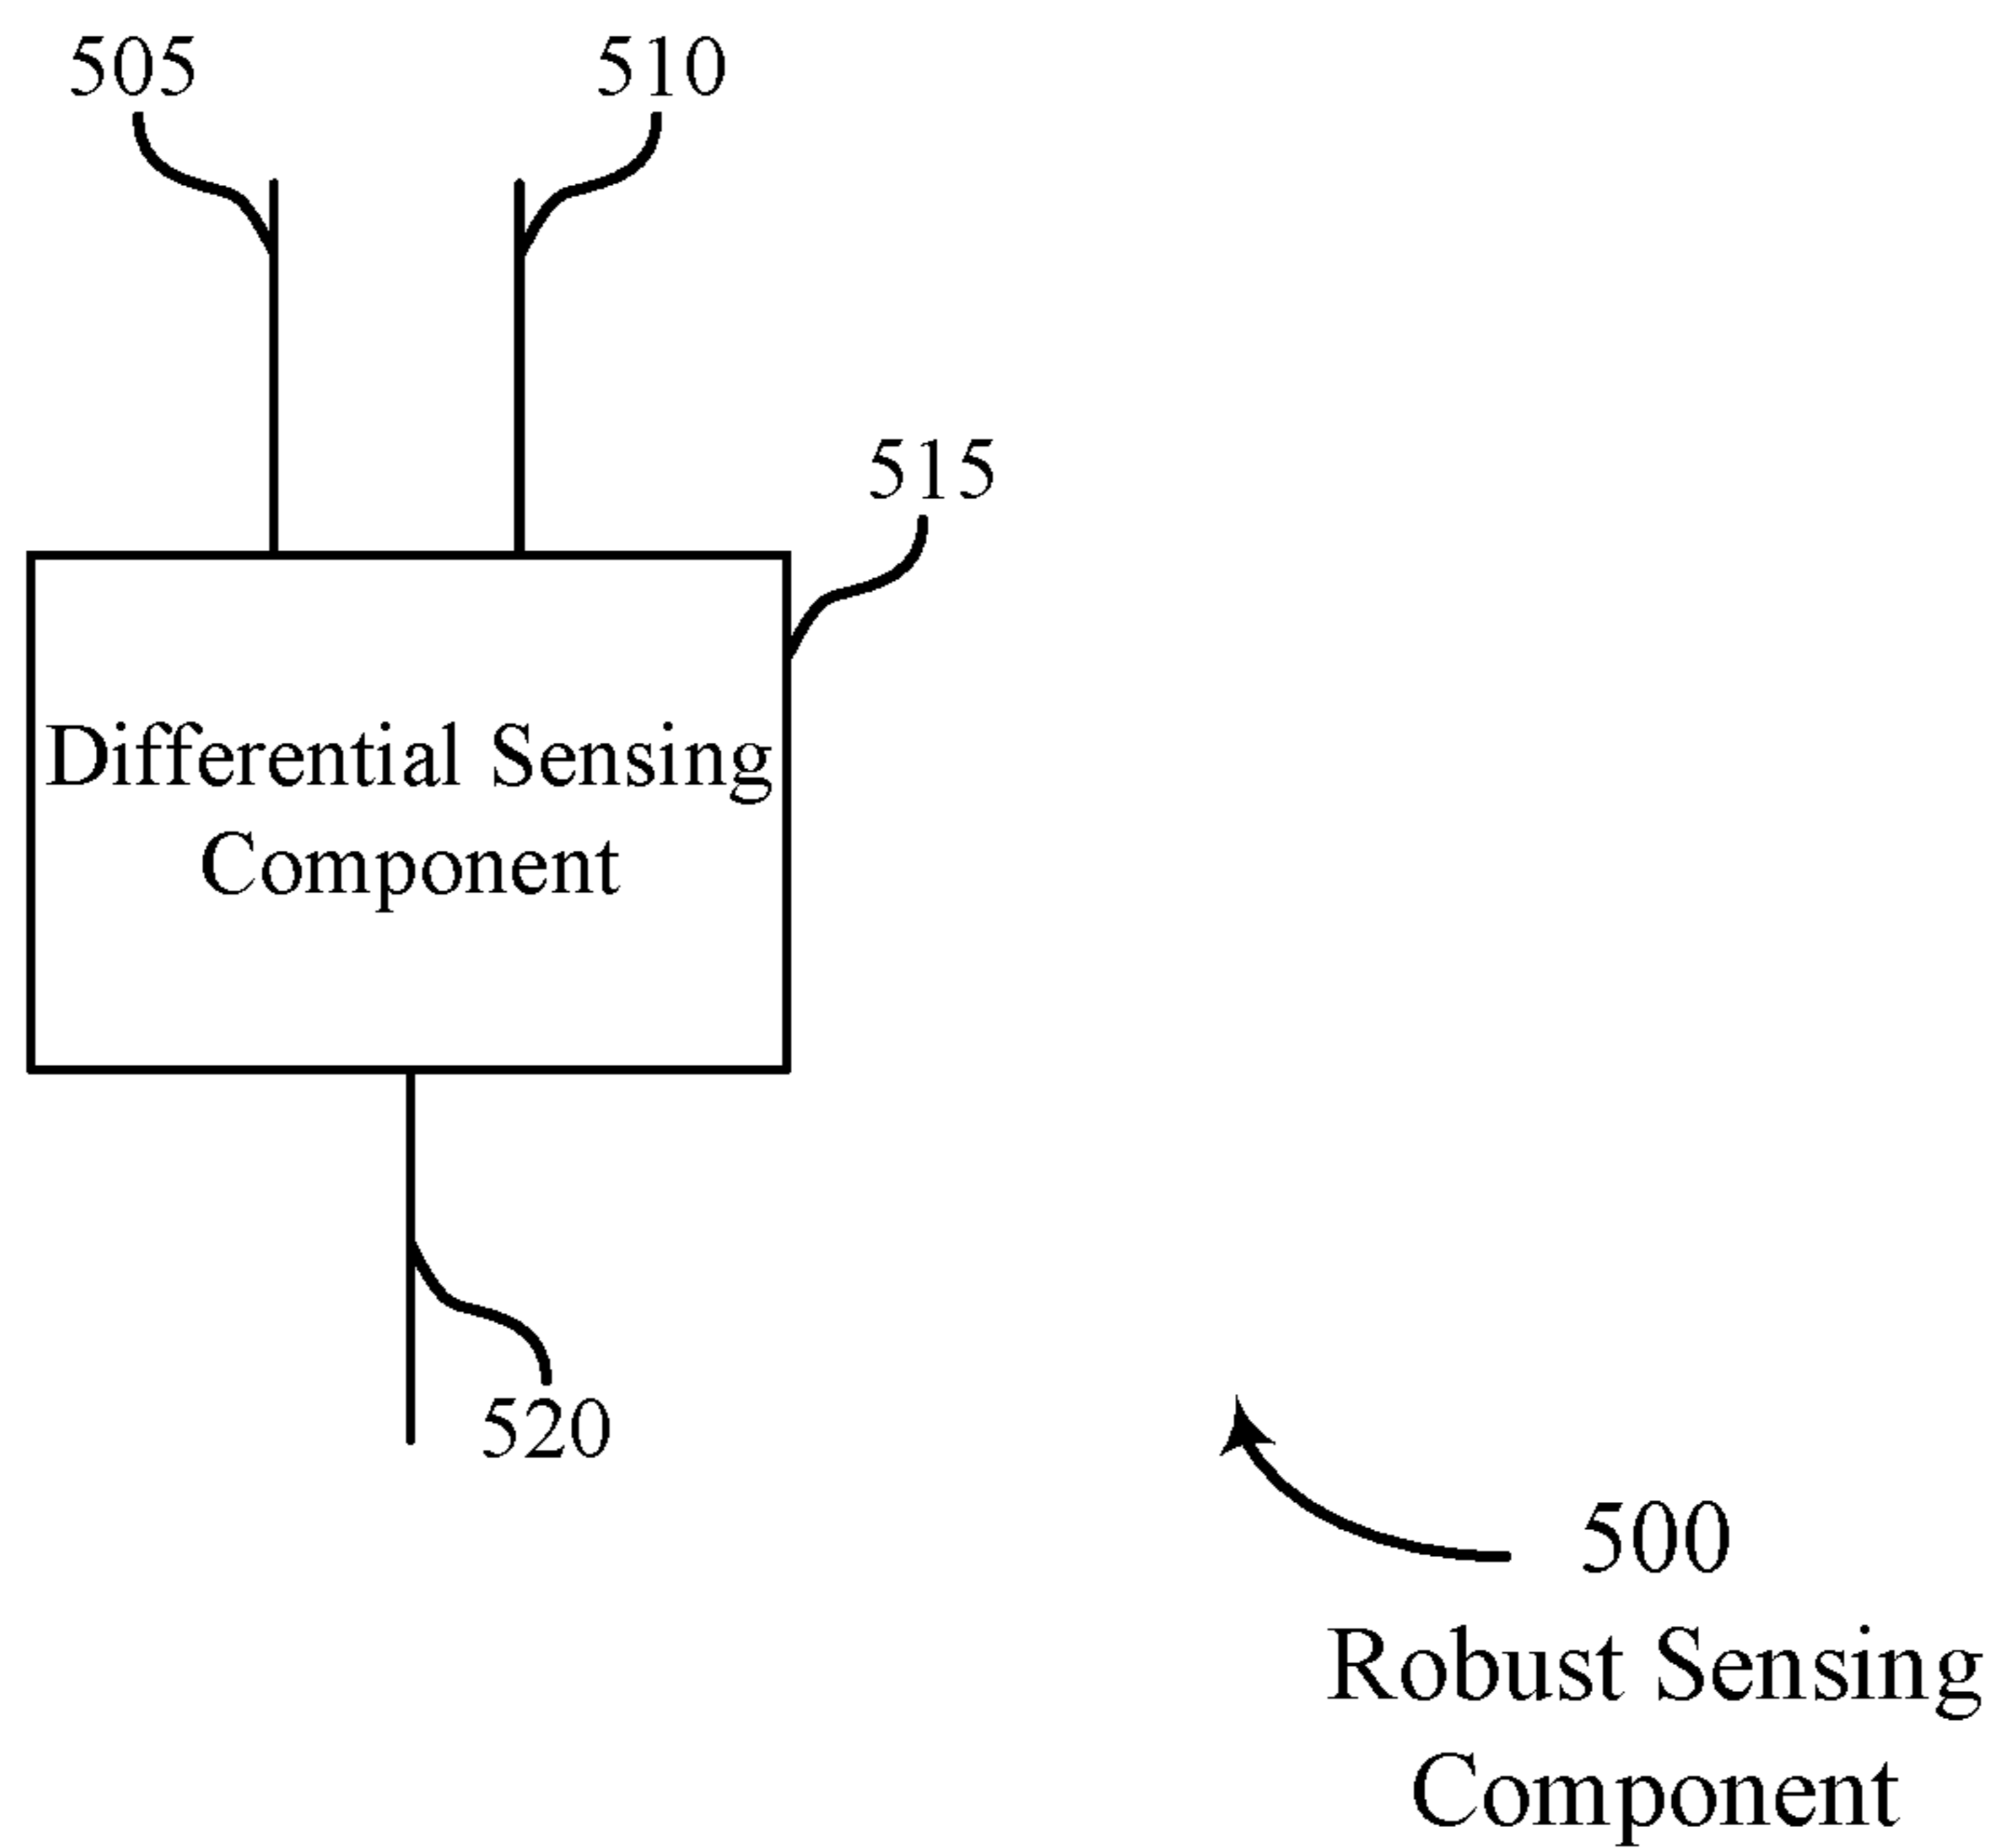 505
510
515
Differential Sensing
Component
520
500
Robust Sensing
Component